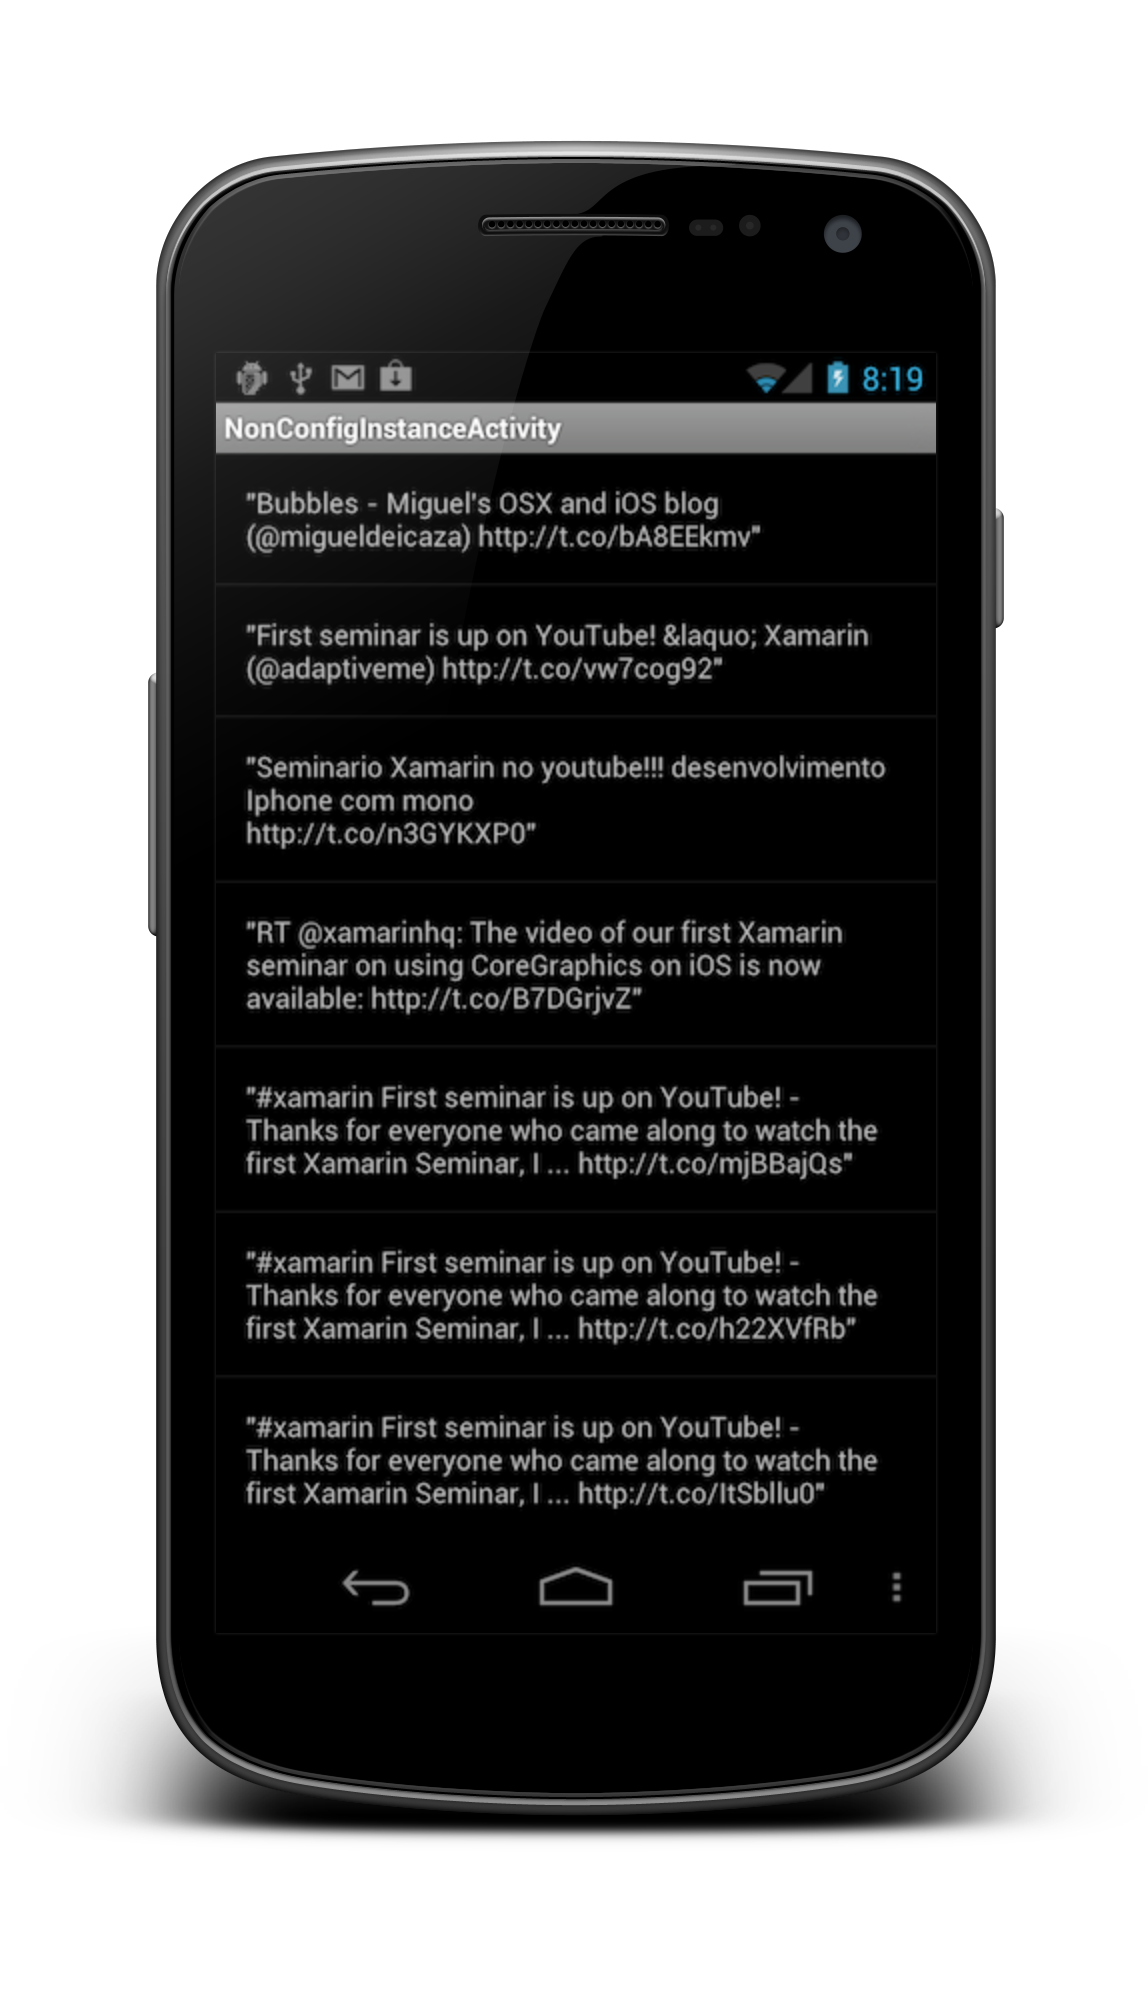 8:19
NonConfigInstanceActivity
"Bubbles - Miguel's OSX and iOS blog
(@migueldeicaza) http://t.co/bA8EEkmv"
"First seminar is up on YouTube! &laquo; Xamarin
(@adaptiveme) http://t.co/vw7cog92"
"Seminario Xamarin no youtube!!! desenvolvimento
Iphone com mono
http://t.co/n3GYKXP0"
"RT @xamarinhq: The video of our first Xamarin
seminar on using CoreGraphics on iOS is now
available: http://t.co/B7DGrjvZ"
"#xamarin First seminar is up on YouTube! -
Thanks for everyone who came along to watch the
first Xamarin Seminar, I ... http://t.co/mjBBajQs"
"#xamarin First seminar is up on YouTube! -
Thanks for everyone who came along to watch the
first Xamarin Seminar, I ... http://t.co/h22XVfRb"
"#xamarin First seminar is up on YouTube! -
Thanks for everyone who came along to watch the
first Xamarin Seminar, I ... http://t.co/ItSbllu0"